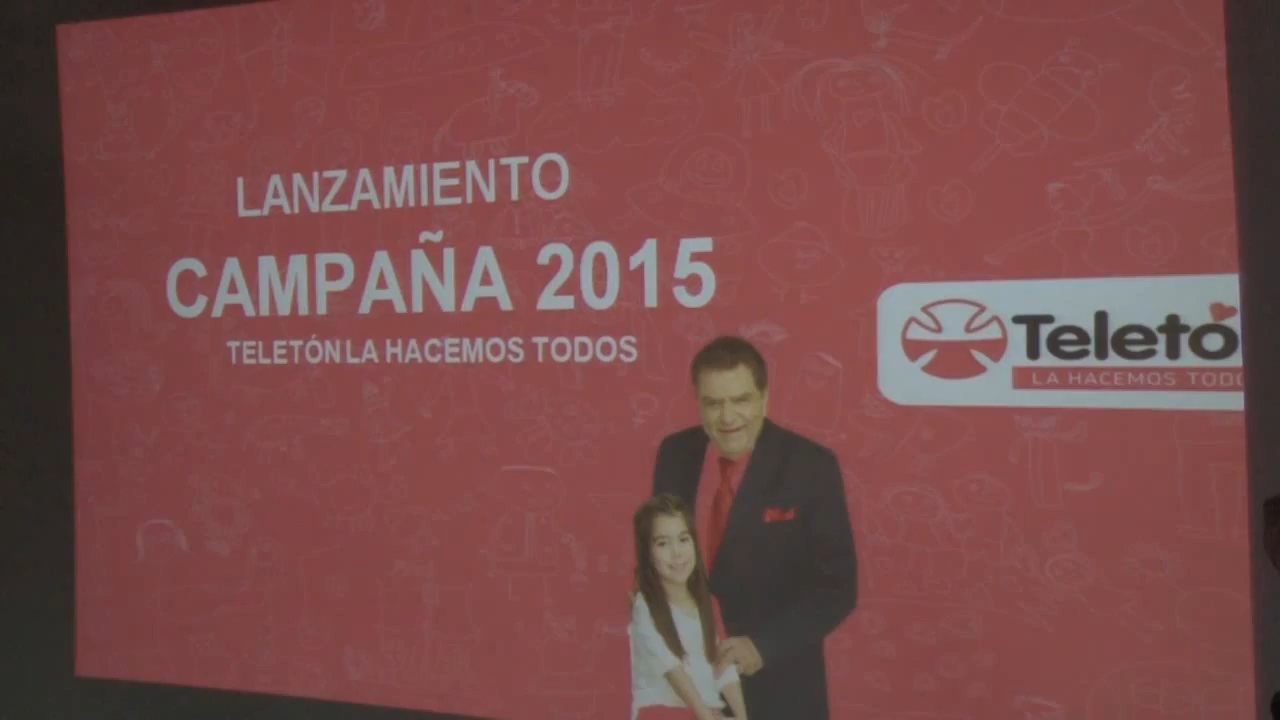 LANZAMIENTO
CAMPAÑA 2015
TELETÓN LA HACEMOS TODOS
Teletó
LA HACEMOS TODO